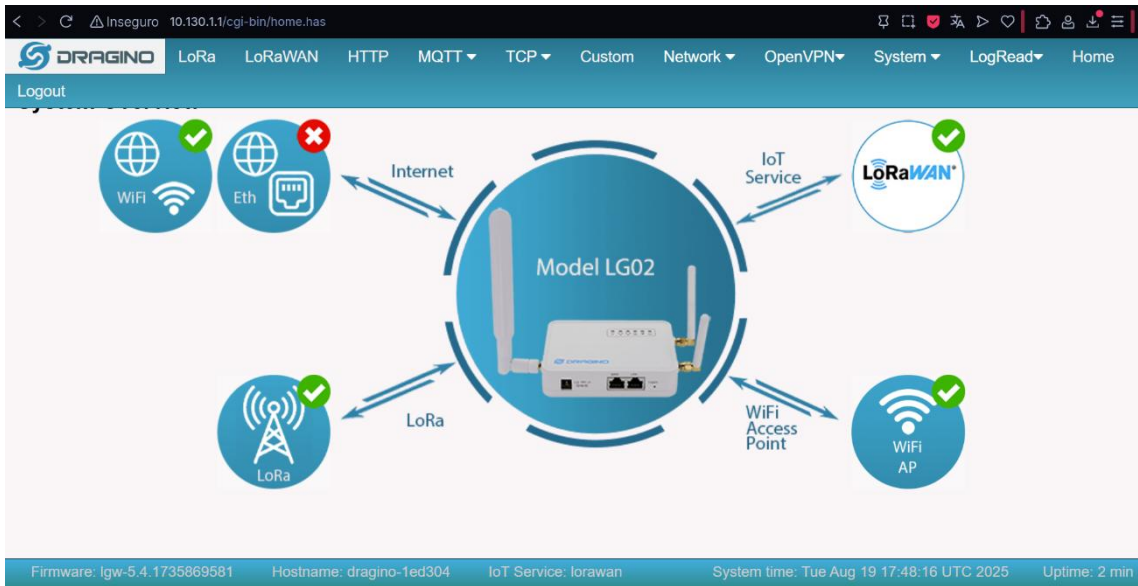 Inseguro 10.130.1.1/cgi-bin/home.has
DRAGINO LoRa LoRaWAN HTTP MQTT TCP Custom Network OpenVPN System LogRead Home
Logout
WiFi
Eth
Internet
IoT
Service
LoRaWAN
Model LG02
LoRa
LoRa
WiFi
Access
Point
WiFi
AP
Firmware: lgw-5.4.1735869581 Hostname: dragino-1ed304 IoT Service: lorawan System time: Tue Aug 19 17:48:16 UTC 2025 Uptime: 2 min